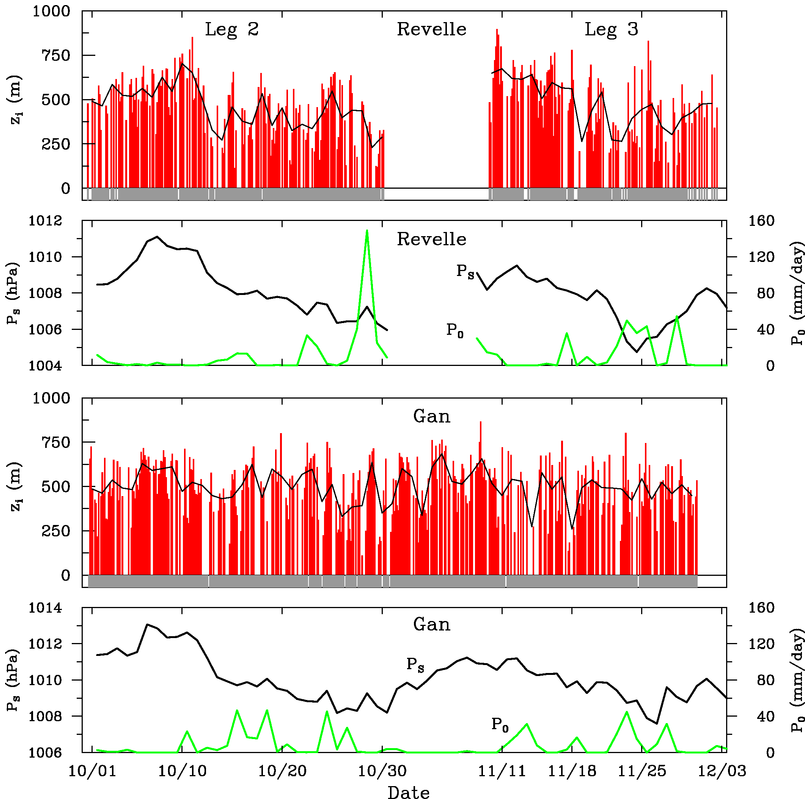 Leg 2 Revelle Leg 3
1000
750
500
250
0
z_i (m)
Revelle
1012
1010
1008
1006
1004
P_s (hPa)
160
120
80
40
0
P_0 (mm/day)
P_s
P_0
Gan
1000
750
500
250
0
z_i (m)
Gan
1014
1012
1010
1008
1006
P_s (hPa)
160
120
80
40
0
P_0 (mm/day)
P_s
P_0
10/01 10/10 10/20 10/30 11/11 11/18 11/25 12/03
Date